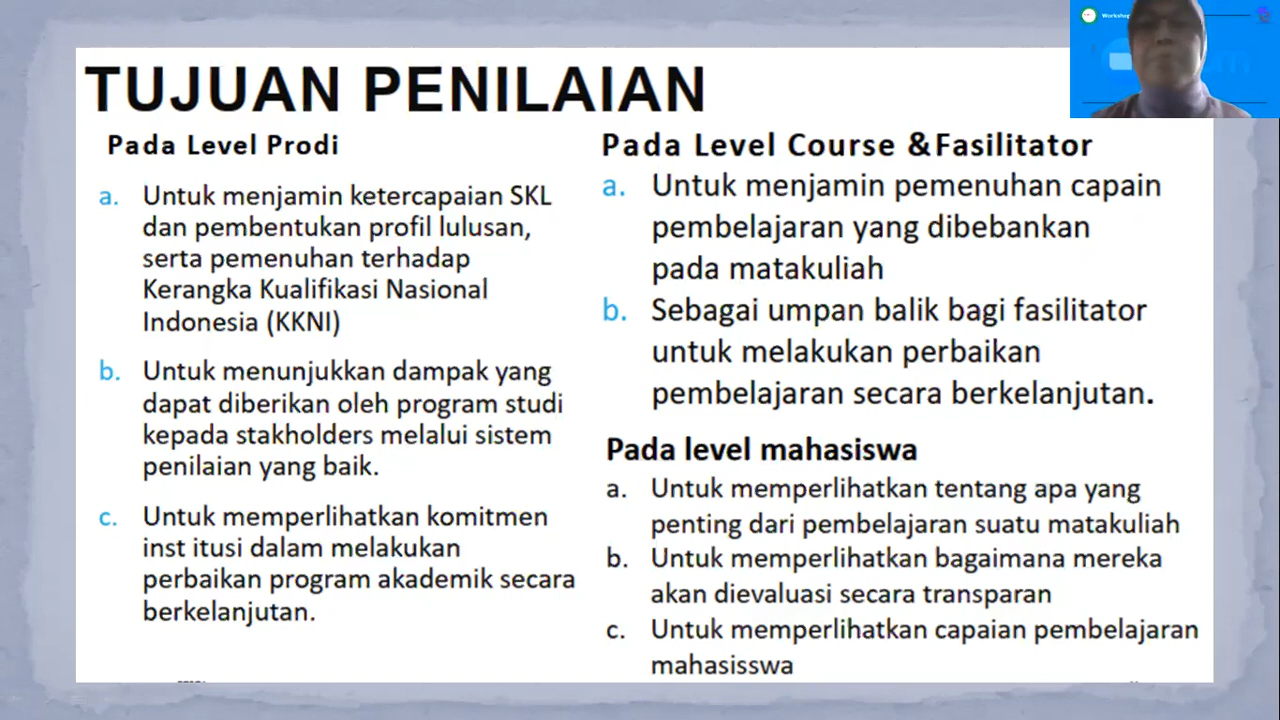 Workshop
TUJUAN PENILAIAN
Pada Level Prodi
a. Untuk menjamin ketercapaian SKL
dan pembentukan profil lulusan,
serta pemenuhan terhadap
Kerangka Kualifikasi Nasional
Indonesia (KKNI)
b. Untuk menunjukkan dampak yang
dapat diberikan oleh program studi
kepada stakholders melalui sistem
penilaian yang baik.
c. Untuk memperlihatkan komitmen
inst itusi dalam melakukan
perbaikan program akademik secara
berkelanjutan.
Pada Level Course &Fasilitator
a. Untuk menjamin pemenuhan capain
pembelajaran yang dibebankan
pada matakuliah
b. Sebagai umpan balik bagi fasilitator
untuk melakukan perbaikan
pembelajaran secara berkelanjutan.
Pada level mahasiswa
a. Untuk memperlihatkan tentang apa yang
penting dari pembelajaran suatu matakuliah
b. Untuk memperlihatkan bagaimana mereka
akan dievaluasi secara transparan
c. Untuk memperlihatkan capaian pembelajaran
mahasisswa